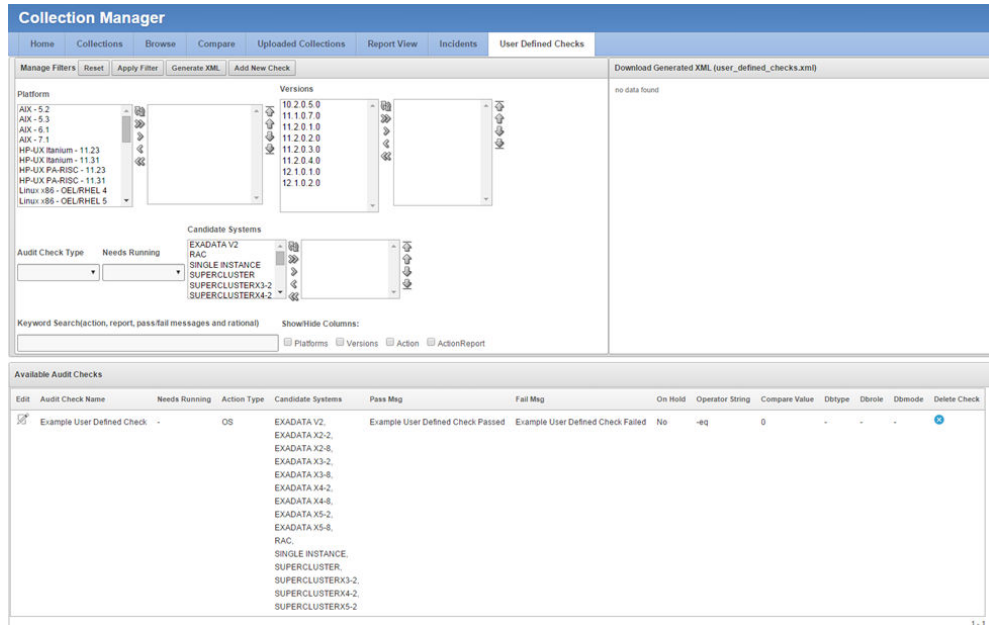 Collection Manager
Home Collections Browse Compare Uploaded Collections Report View Incidents User Defined Checks
Manage Filters Reset Apply Filter Generate XML Add New Check
Download Generated XML (user_defined_checks.xml)
no data found
Platform
AIX - 5.2
AIX - 5.3
AIX - 6.1
AIX - 7.1
HP-UX Itanium - 11.23
HP-UX Itanium - 11.31
HP-UX PA-RISC - 11.23
HP-UX PA-RISC - 11.31
Linux x86 - OEL/RHEL 4
Linux x86 - OEL/RHEL 5
Versions
10.2.0.5.0
11.1.0.7.0
11.2.0.1.0
11.2.0.2.0
11.2.0.3.0
11.2.0.4.0
12.1.0.1.0
12.1.0.2.0
Audit Check Type
Needs Running
Candidate Systems
EXADATA V2
RAC
SINGLE INSTANCE
SUPERCLUSTER
SUPERCLUSTERX3-2
SUPERCLUSTERX4-2
Keyword Search(action, report, pass/fail messages and rational)
Show/Hide Columns:
Platforms Versions Action ActionReport
Available Audit Checks
Edit Audit Check Name Needs Running Action Type Candidate Systems Pass Msg Fail Msg On Hold Operator String Compare Value Dbtype Dbrole Dbmode Delete Check
Example User Defined Check - OS EXADATA V2, Example User Defined Check Passed Example User Defined Check Failed No -eq 0 - - -
EXADATA X2-2,
EXADATA X2-8,
EXADATA X3-2,
EXADATA X3-8,
EXADATA X4-2,
EXADATA X4-8,
EXADATA X5-2,
EXADATA X5-8,
RAC,
SINGLE INSTANCE,
SUPERCLUSTER,
SUPERCLUSTERX3-2,
SUPERCLUSTERX4-2,
SUPERCLUSTERX5-2
1 - 1